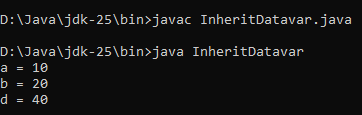 D:\Java\jdk-25\bin>javac InheritDatavar.java
D:\Java\jdk-25\bin>java InheritDatavar
a = 10
b = 20
d = 40